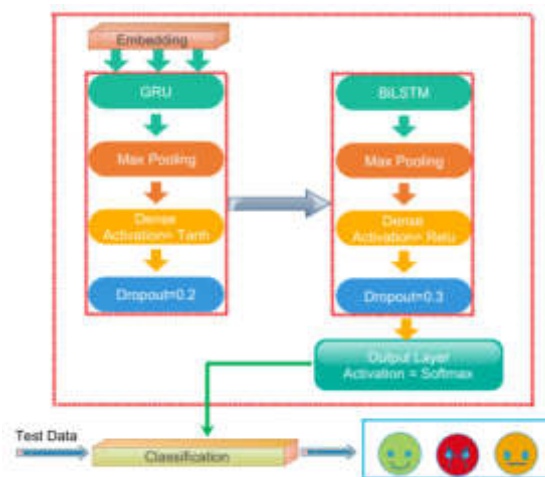 Embedding
GRU
Max Pooling
Dense
Activation= Tanh
Dropout=0.2
BiLSTM
Max Pooling
Dense
Activation= Relu
Dropout=0.3
Output Layer
Activation = Softmax
Test Data
Classification